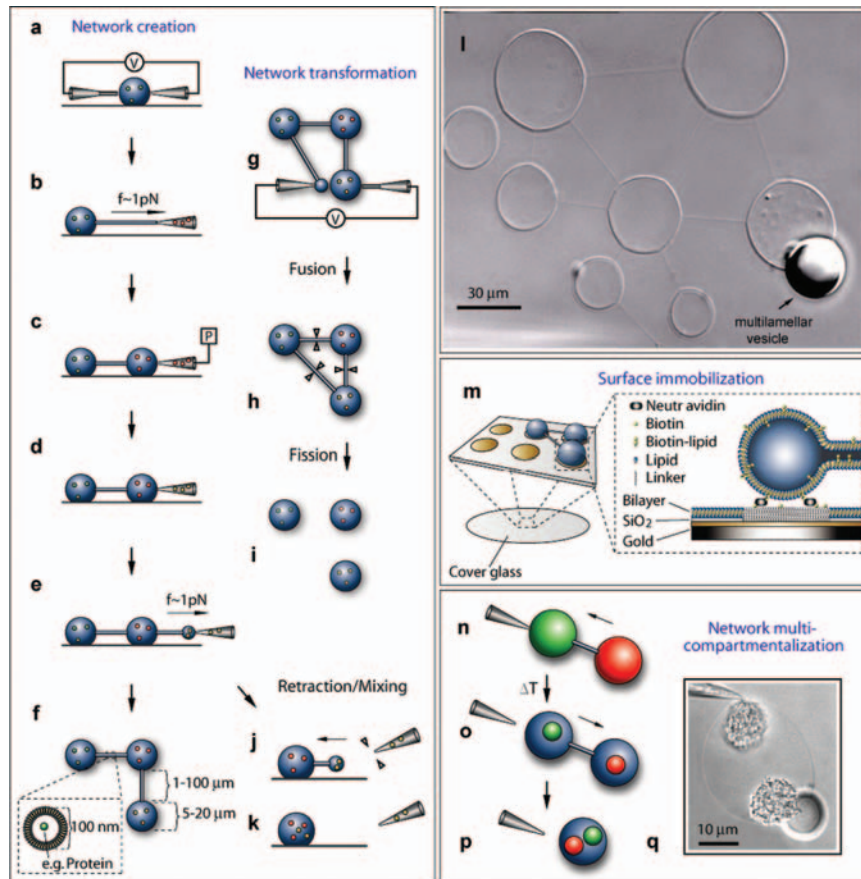 a
Network creation
V
b
f~1pN
c
P
d
e
f~1pN
f
1-100 µm
5-20 µm
100 nm
e.g. Protein
Network transformation
g
V
Fusion
h
Fission
i
Retraction/Mixing
j
k
l
30 µm
multilamellar
vesicle
m
Surface immobilization
Neutravidin
Biotin
Biotin-lipid
Lipid
Linker
Bilayer
SiO₂
Gold
Cover glass
n
Network multi-
compartmentalization
ΔT
o
p
q
10 µm